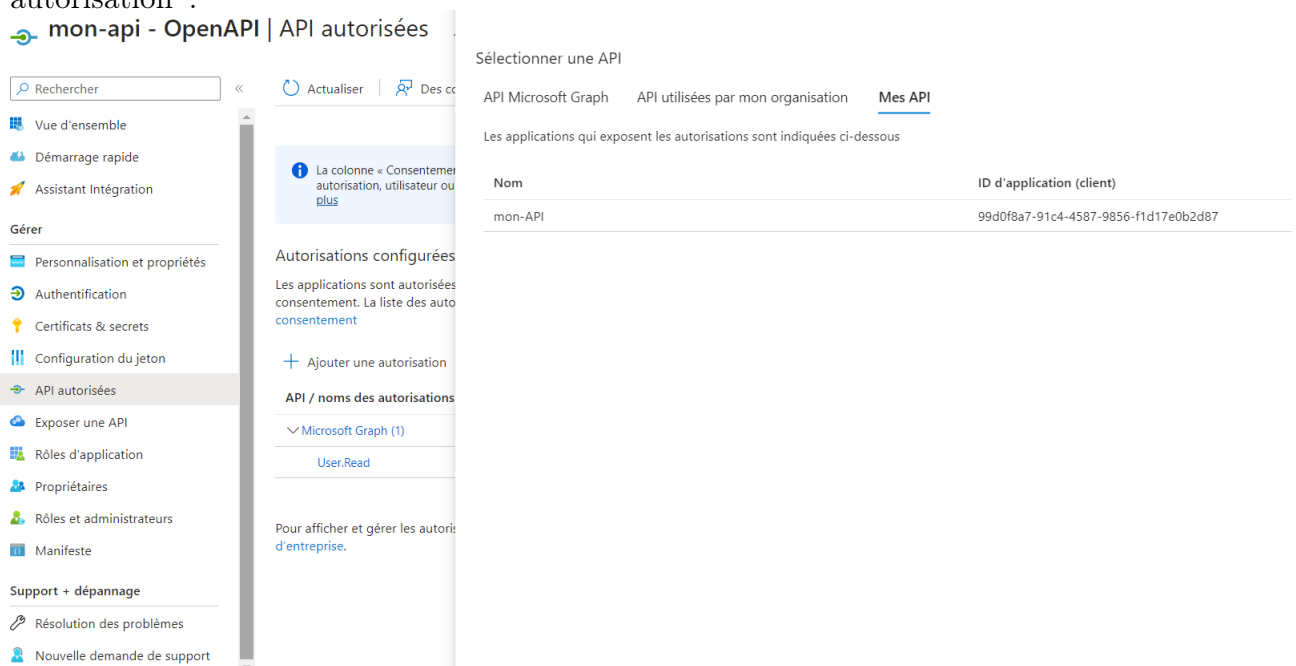 autorisation".
mon-api - OpenAPI | API autorisées
Rechercher
«
Vue d'ensemble
Démarrage rapide
Assistant Intégration
Gérer
Personnalisation et propriétés
Authentification
Certificats & secrets
Configuration du jeton
API autorisées
Exposer une API
Rôles d'application
Propriétaires
Rôles et administrateurs
Manifeste
Support + dépannage
Résolution des problèmes
Nouvelle demande de support
Actualiser
Des co
La colonne « Consentemer
autorisation, utilisateur ou
plus
Autorisations configurées
Les applications sont autorisées
consentement. La liste des auto
consentement
Ajouter une autorisation
API / noms des autorisations
Microsoft Graph (1)
User.Read
Pour afficher et gérer les autoris
d'entreprise.
Sélectionner une API
API Microsoft Graph API utilisées par mon organisation Mes API
Les applications qui exposent les autorisations sont indiquées ci-dessous
Nom ID d'application (client)
mon-API 99d0f8a7-91c4-4587-9856-f1d17e0b2d87